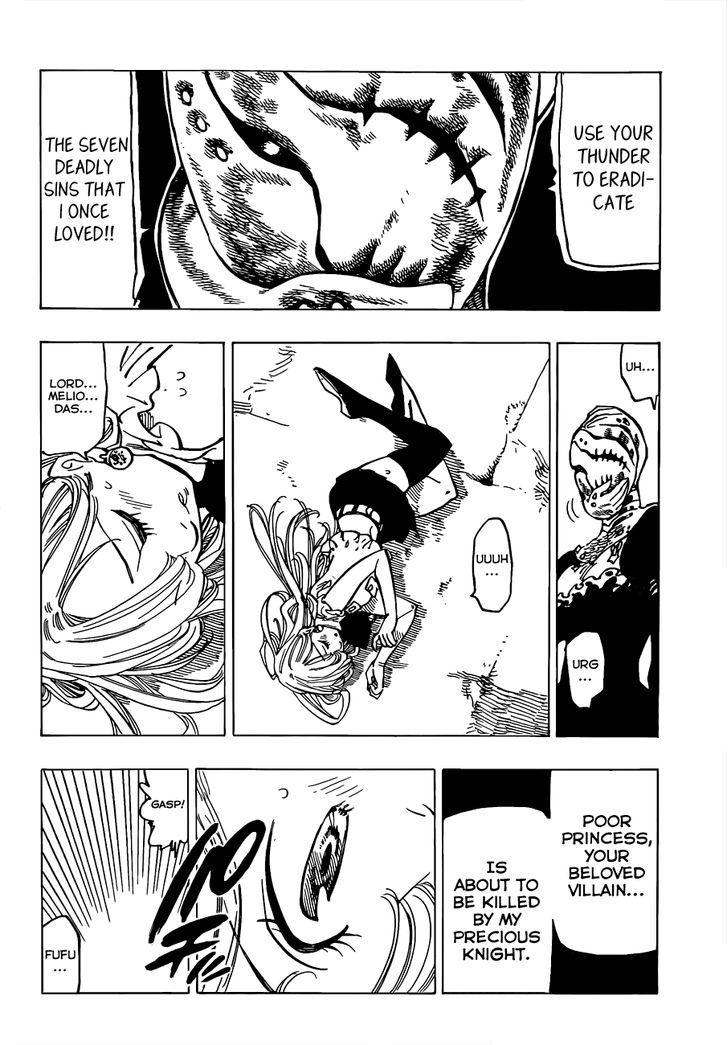 USE YOUR
THUNDER
TO ERADI-
CATE
THE SEVEN
DEADLY
SINS THAT
I ONCE
LOVED!!
UH...
URG
...
UUUH
...
LORD...
MELIO...
DAS...
POOR
PRINCESS,
YOUR
BELOVED
VILLAIN...
IS
ABOUT TO
BE KILLED
BY MY
PRECIOUS
KNIGHT.
GASP!
FUFU
...